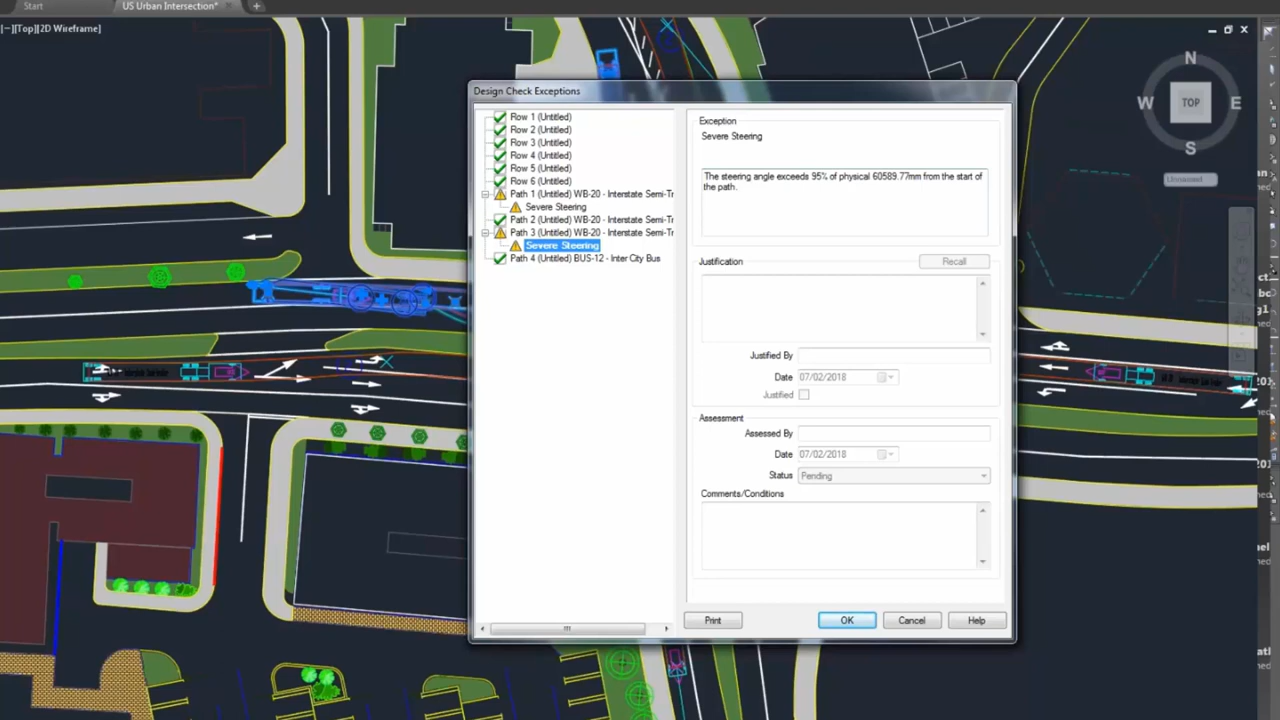 Start
US Urban Intersection*
[−][Top][2D Wireframe]
Design Check Exceptions
Row 1 (Untitled)
Row 2 (Untitled)
Row 3 (Untitled)
Row 4 (Untitled)
Row 5 (Untitled)
Row 6 (Untitled)
Path 1 (Untitled) WB-20 - Interstate Semi-Tr
Severe Steering
Path 2 (Untitled) WB-20 - Interstate Semi-Tr
Path 3 (Untitled) WB-20 - Interstate Semi-Tr
Severe Steering
Path 4 (Untitled) BUS-12 - Inter City Bus
Exception
Severe Steering
The steering angle exceeds 95% of physical 60589.77mm from the start of
the path.
Justification
Recall
Justified By
Date 07/02/2018
Justified
Assessment
Assessed By
Date 07/02/2018
Status Pending
Comments/Conditions
Print
OK
Cancel
Help
N
W TOP E
S
Unnamed